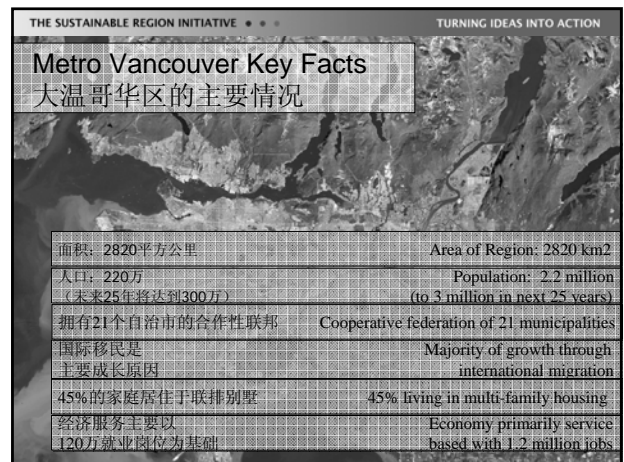 THE SUSTAINABLE REGION INITIATIVE
TURNING IDEAS INTO ACTION
Metro Vancouver Key Facts
大温哥华区的主要情况
面积：2820平方公里
Area of Region: 2820 km2
人口：220万
（未来25年将达到300万）
Population: 2.2 million
(to 3 million in next 25 years)
拥有21个自治市的合作性联邦
Cooperative federation of 21 municipalities
国际移民是
主要成长原因
Majority of growth through
international migration
45%的家庭居住于联排别墅
45% living in multi-family housing
经济服务主要以
120万就业岗位为基础
Economy primarily service
based with 1.2 million jobs